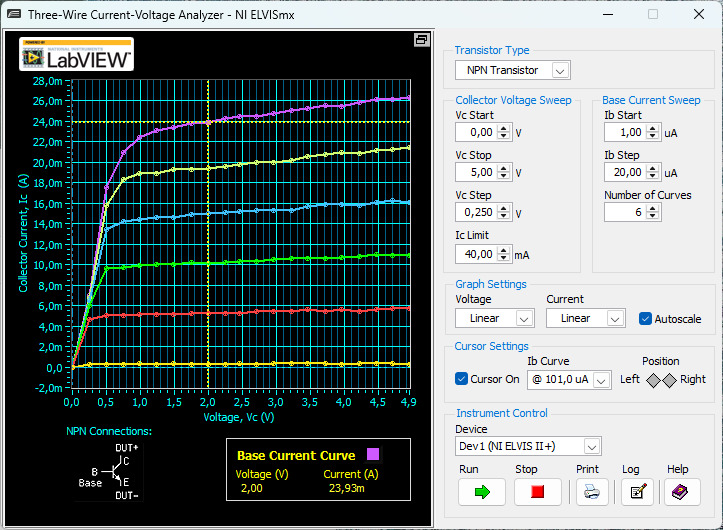 Three-Wire Current-Voltage Analyzer - NI ELVISmx
POWERED BY
NATIONAL INSTRUMENTS
LabVIEW™
28,0m
26,0m
24,0m
22,0m
20,0m
18,0m
16,0m
14,0m
12,0m
10,0m
8,0m
6,0m
4,0m
2,0m
0,0
-2,0m
Collector Current, Ic (A)
0,0 0,5 1,0 1,5 2,0 2,5 3,0 3,5 4,0 4,5 4,9
Voltage, Vc (V)
NPN Connections:
DUT+
C
B
Base
E
DUT-
Base Current Curve
Voltage (V) Current (A)
2,00 23,93m
Transistor Type
NPN Transistor
Collector Voltage Sweep
Vc Start
0,00 V
Vc Stop
5,00 V
Vc Step
0,250 V
Ic Limit
40,00 mA
Base Current Sweep
Ib Start
1,00 uA
Ib Step
20,00 uA
Number of Curves
6
Graph Settings
Voltage Current
Linear Linear Autoscale
Cursor Settings
Ib Curve Position
Cursor On @ 101,0 uA Left Right
Instrument Control
Device
Dev1 (NI ELVIS II+)
Run Stop Print Log Help